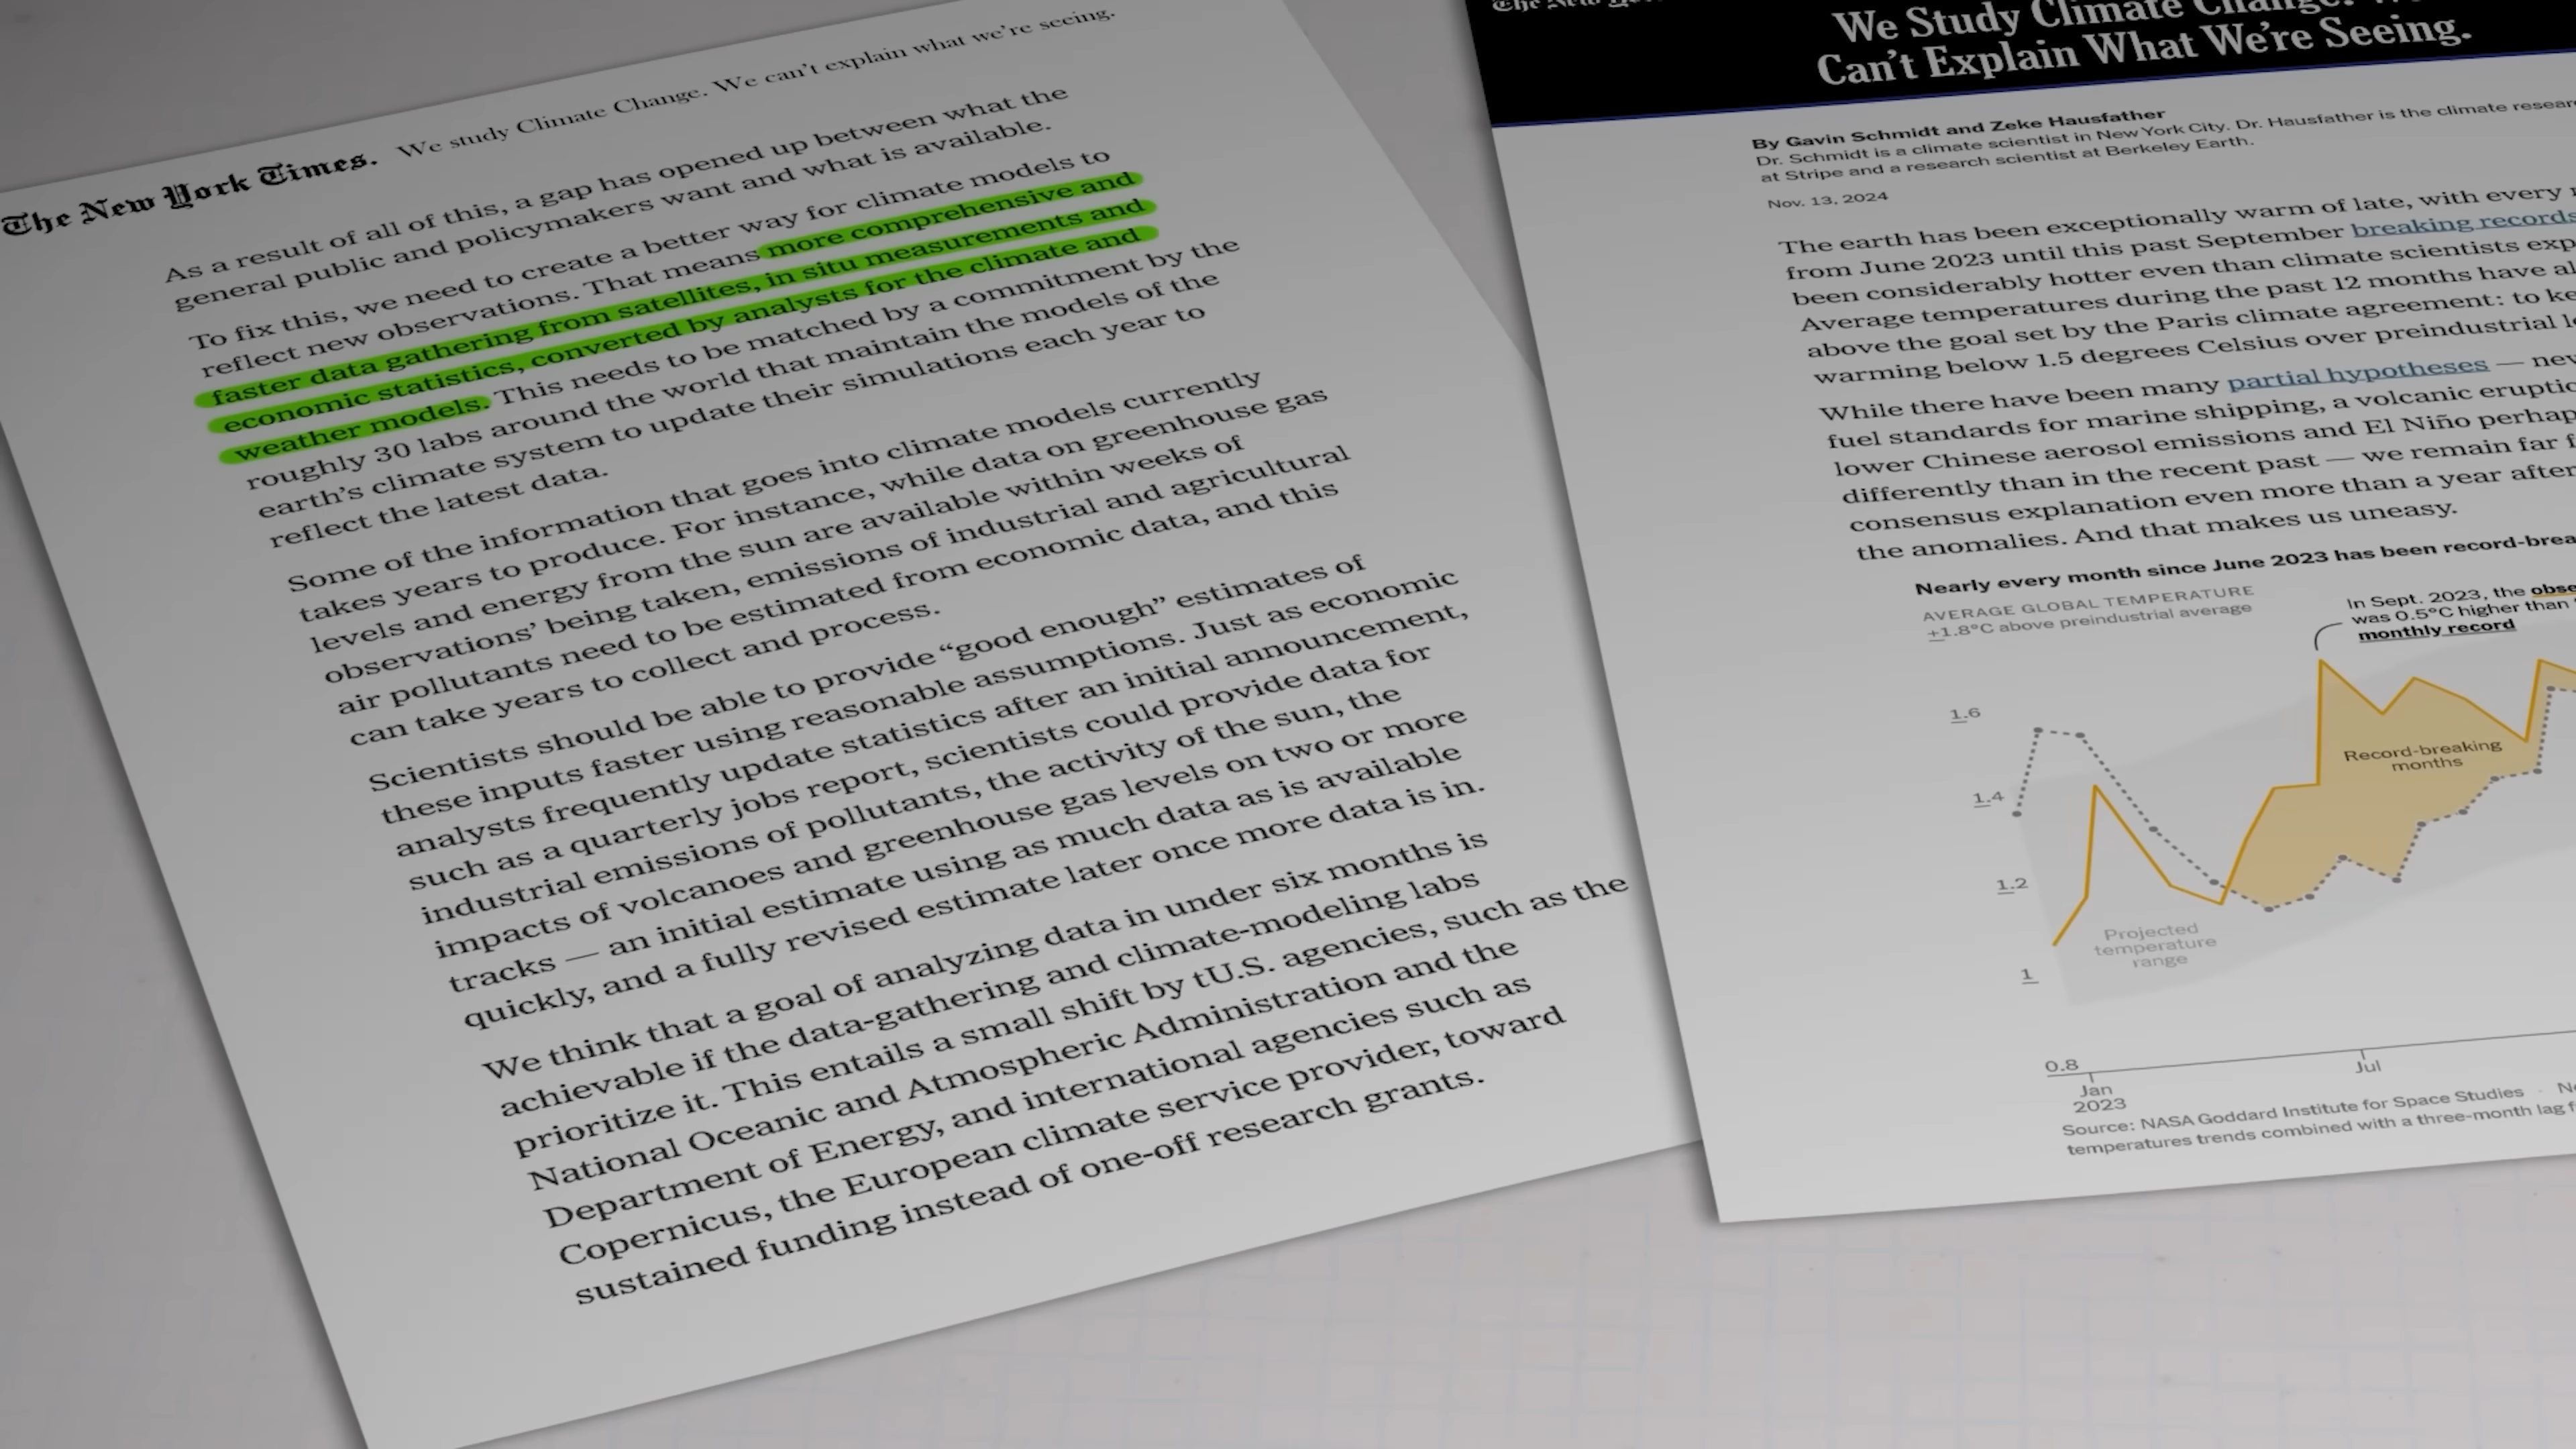 The New York Times. We study Climate Change. We can't explain what we're seeing.
As a result of all of this, a gap has opened up between what the
general public and policymakers want and what is available.
To fix this, we need to create a better way for climate models to
reflect new observations. That means more comprehensive and
faster data gathering from satellites, in situ measurements and
economic statistics, converted by analysts for the climate and
weather models. This needs to be matched by a commitment by the
roughly 30 labs around the world that maintain the models of the
earth's climate system to update their simulations each year to
reflect the latest data.
Some of the information that goes into climate models currently
takes years to produce. For instance, while data on greenhouse gas
levels and energy from the sun are available within weeks of
observations' being taken, emissions of industrial and agricultural
air pollutants need to be estimated from economic data, and this
can take years to collect and process.
Scientists should be able to provide “good enough” estimates of
these inputs faster using reasonable assumptions. Just as economic
analysts frequently update statistics after an initial announcement,
such as a quarterly jobs report, scientists could provide data for
industrial emissions of pollutants, the activity of the sun, the
impacts of volcanoes and greenhouse gas levels on two or more
tracks — an initial estimate using as much data as is available
quickly, and a fully revised estimate later once more data is in.
We think that a goal of analyzing data in under six months is
achievable if the data-gathering and climate-modeling labs
prioritize it. This entails a small shift by tU.S. agencies, such as the
National Oceanic and Atmospheric Administration and the
Department of Energy, and international agencies such as
Copernicus, the European climate service provider, toward
sustained funding instead of one-off research grants.
We Study Climate Change.
Can't Explain What We're Seeing.
By Gavin Schmidt and Zeke Hausfather
Dr. Schmidt is a climate scientist in New York City. Dr. Hausfather is the climate
at Stripe and a research scientist at Berkeley Earth.
Nov. 13, 2024
The earth has been exceptionally warm of late, with every
from June 2023 until this past September breaking records
been considerably hotter even than climate scientists
Average temperatures during the past 12 months have
above the goal set by the Paris climate agreement: to
warming below 1.5 degrees Celsius over preindustrial
While there have been many partial hypotheses —
fuel standards for marine shipping, a volcanic
lower Chinese aerosol emissions and El Niño
differently than in the recent past — we remain far
consensus explanation even more than a year after
the anomalies. And that makes us uneasy.
Nearly every month since June 2023 has been
AVERAGE GLOBAL TEMPERATURE
+1.8°C above preindustrial average
In Sept. 2023, the
was 0.5°C higher than
monthly record
1.6
Record-breaking
months
1.4
1.2
Projected
temperature
range
1
0.8
Jan
2023
Jul
Source: NASA Goddard Institute for Space Studies
temperatures trends combined with a three-month lag